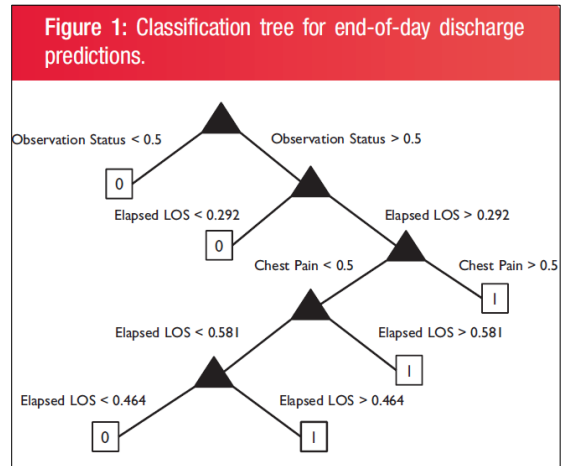 Figure 1: Classification tree for end-of-day discharge
predictions.
Observation Status < 0.5
Observation Status > 0.5
0
Elapsed LOS < 0.292
Elapsed LOS > 0.292
0
Chest Pain < 0.5
Chest Pain > 0.5
1
Elapsed LOS < 0.581
Elapsed LOS > 0.581
1
Elapsed LOS < 0.464
Elapsed LOS > 0.464
0
1